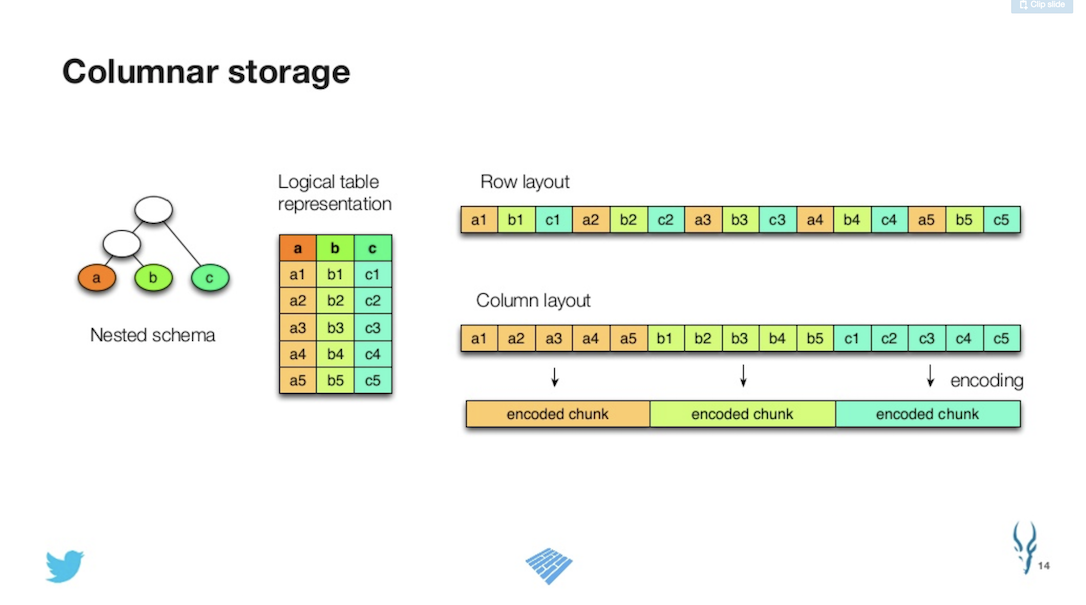 Clip slide
Columnar storage
Logical table
representation
a b c
a1 b1 c1
a2 b2 c2
a3 b3 c3
a4 b4 c4
a5 b5 c5
a b c
Nested schema
Row layout
a1 b1 c1 a2 b2 c2 a3 b3 c3 a4 b4 c4 a5 b5 c5
Column layout
a1 a2 a3 a4 a5 b1 b2 b3 b4 b5 c1 c2 c3 c4 c5
encoding
encoded chunk encoded chunk encoded chunk
14